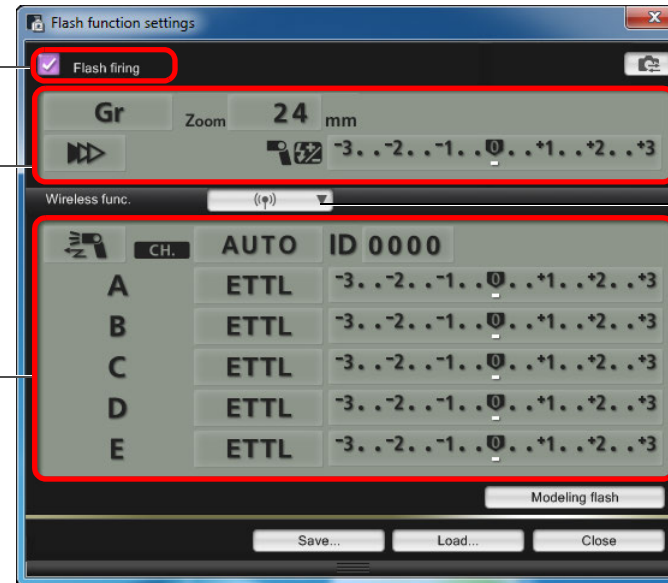 Flash function settings
Flash firing
Gr Zoom 24 mm
-3..-2..-1..0..+1..+2..+3
Wireless func.
CH. AUTO ID 0000
A ETTL -3..-2..-1..0..+1..+2..+3
B ETTL -3..-2..-1..0..+1..+2..+3
C ETTL -3..-2..-1..0..+1..+2..+3
D ETTL -3..-2..-1..0..+1..+2..+3
E ETTL -3..-2..-1..0..+1..+2..+3
Modeling flash
Save... Load... Close